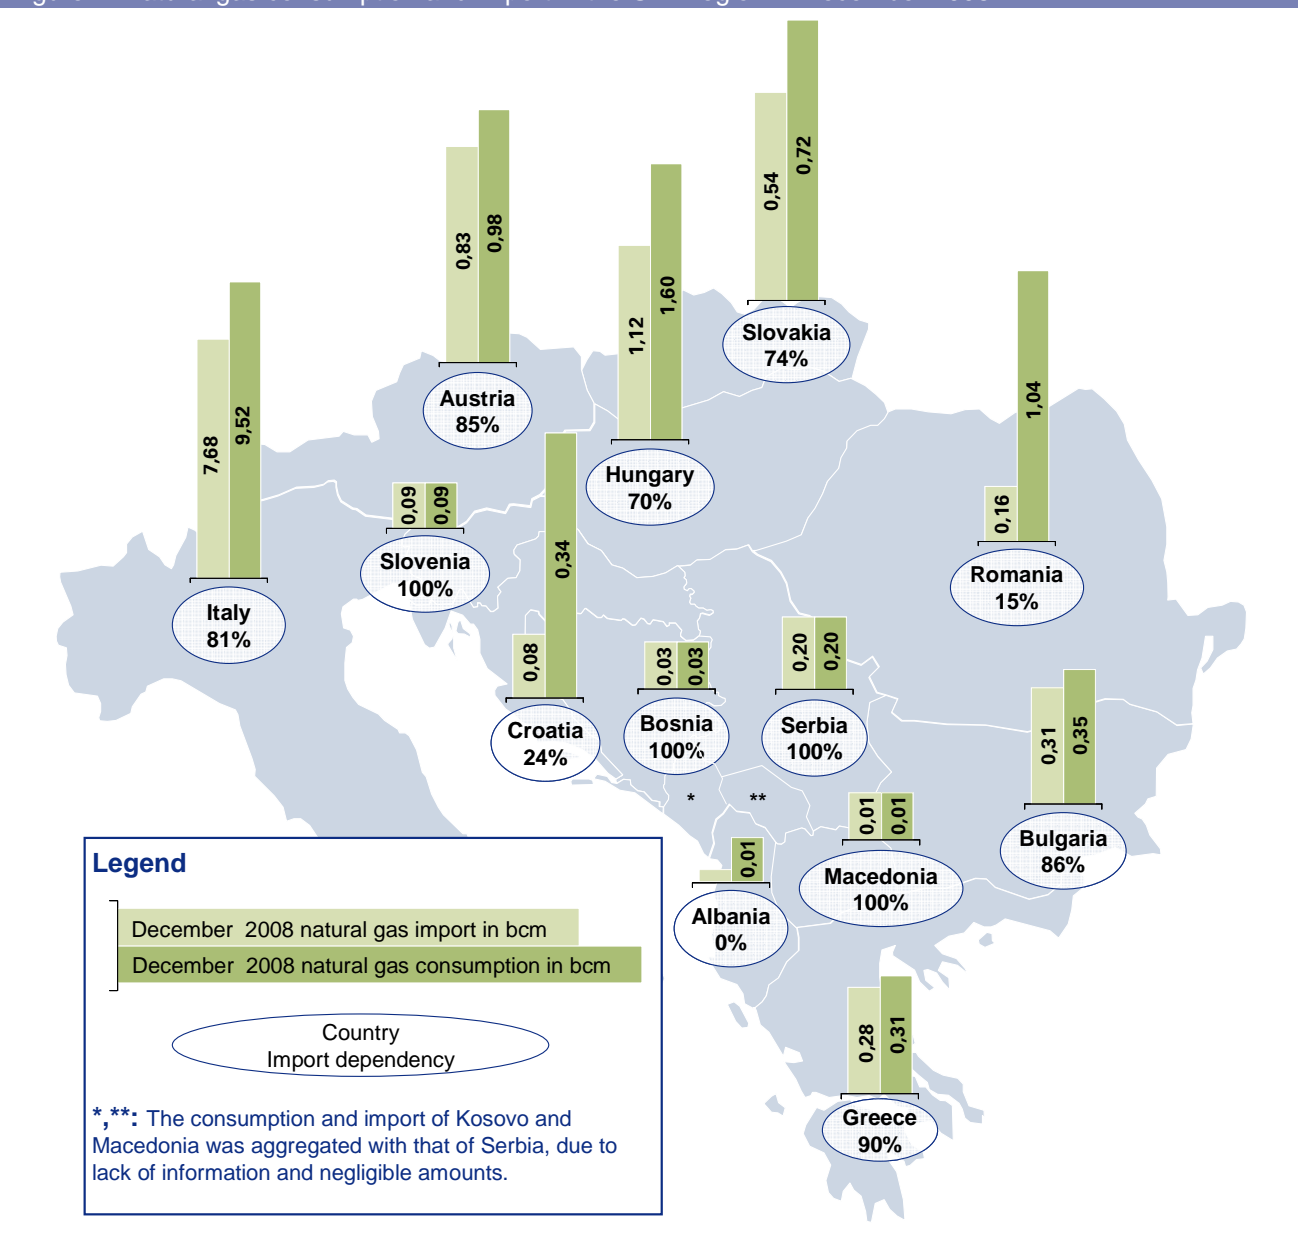 0,54
0,72
Slovakia
74%
0,83
0,98
Austria
85%
1,12
1,60
Hungary
70%
7,68
9,52
Italy
81%
0,16
1,04
Romania
15%
0,09
0,09
Slovenia
100%
0,08
0,34
Croatia
24%
0,03
0,03
Bosnia
100%
0,20
0,20
Serbia
100%
0,31
0,35
Bulgaria
86%
*
**
0,01
0,01
Macedonia
100%
0,01
Albania
0%
0,28
0,31
Greece
90%
Legend
December 2008 natural gas import in bcm
December 2008 natural gas consumption in bcm
Country
Import dependency
*,**: The consumption and import of Kosovo and
Macedonia was aggregated with that of Serbia, due to
lack of information and negligible amounts.